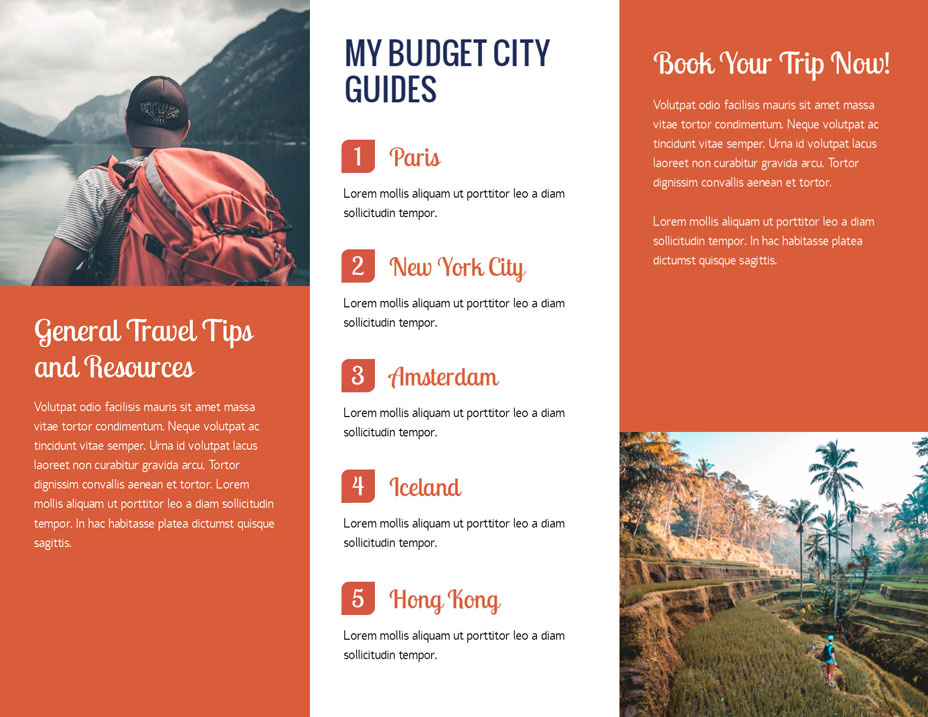 General Travel Tips
and Resources
Volutpat odio facilisis mauris sit amet massa
vitae tortor condimentum. Neque volutpat ac
tincidunt vitae semper. Urna id volutpat lacus
laoreet non curabitur gravida arcu. Tortor
dignissim convallis aenean et tortor. Lorem
mollis aliquam ut porttitor leo a diam sollicitudin
tempor. In hac habitasse platea dictumst quisque
sagittis.
MY BUDGET CITY
GUIDES
1 Paris
Lorem mollis aliquam ut porttitor leo a diam
sollicitudin tempor.
2 New York City
Lorem mollis aliquam ut porttitor leo a diam
sollicitudin tempor.
3 Amsterdam
Lorem mollis aliquam ut porttitor leo a diam
sollicitudin tempor.
4 Iceland
Lorem mollis aliquam ut porttitor leo a diam
sollicitudin tempor.
5 Hong Kong
Lorem mollis aliquam ut porttitor leo a diam
sollicitudin tempor.
Book Your Trip Now!
Volutpat odio facilisis mauris sit amet massa
vitae tortor condimentum. Neque volutpat ac
tincidunt vitae semper. Urna id volutpat lacus
laoreet non curabitur gravida arcu. Tortor
dignissim convallis aenean et tortor.
Lorem mollis aliquam ut porttitor leo a diam
sollicitudin tempor. In hac habitasse platea
dictumst quisque sagittis.